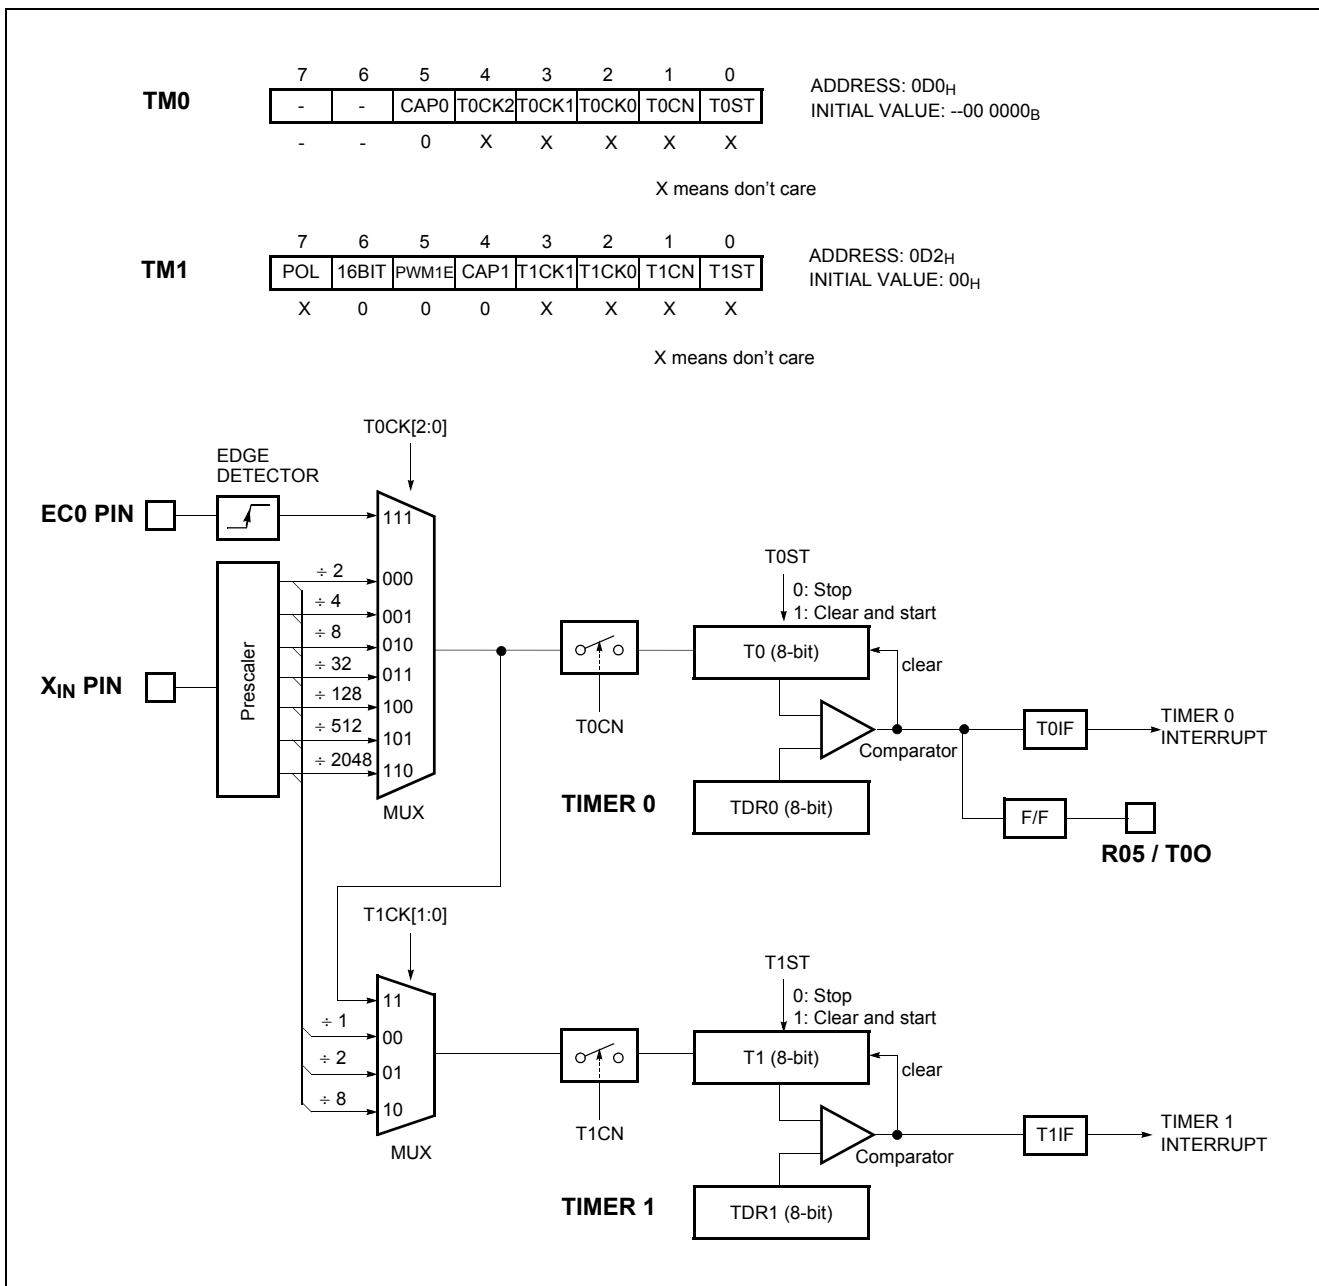 7 6 5 4 3 2 1 0
TM0 - - CAP0 T0CK2 T0CK1 T0CK0 T0CN T0ST
ADDRESS: 0D0H
INITIAL VALUE: --00 0000B
- - 0 X X X X X
X means don't care
7 6 5 4 3 2 1 0
TM1 POL 16BIT PWM1E CAP1 T1CK1 T1CK0 T1CN T1ST
ADDRESS: 0D2H
INITIAL VALUE: 00H
X 0 0 0 X X X X
X means don't care
T0CK[2:0]
EDGE
DETECTOR
EC0 PIN
111
÷ 2
000
÷ 4
001
÷ 8
010
÷ 32
011
÷ 128
100
÷ 512
101
÷ 2048
110
XIN PIN
Prescaler
MUX
T0CN
TIMER 0
T0ST
0: Stop
1: Clear and start
T0 (8-bit)
clear
Comparator
TDR0 (8-bit)
T0IF
TIMER 0
INTERRUPT
F/F
R05 / T0O
T1CK[1:0]
11
÷ 1
00
÷ 2
01
÷ 8
10
MUX
T1CN
TIMER 1
T1ST
0: Stop
1: Clear and start
T1 (8-bit)
clear
Comparator
TDR1 (8-bit)
T1IF
TIMER 1
INTERRUPT